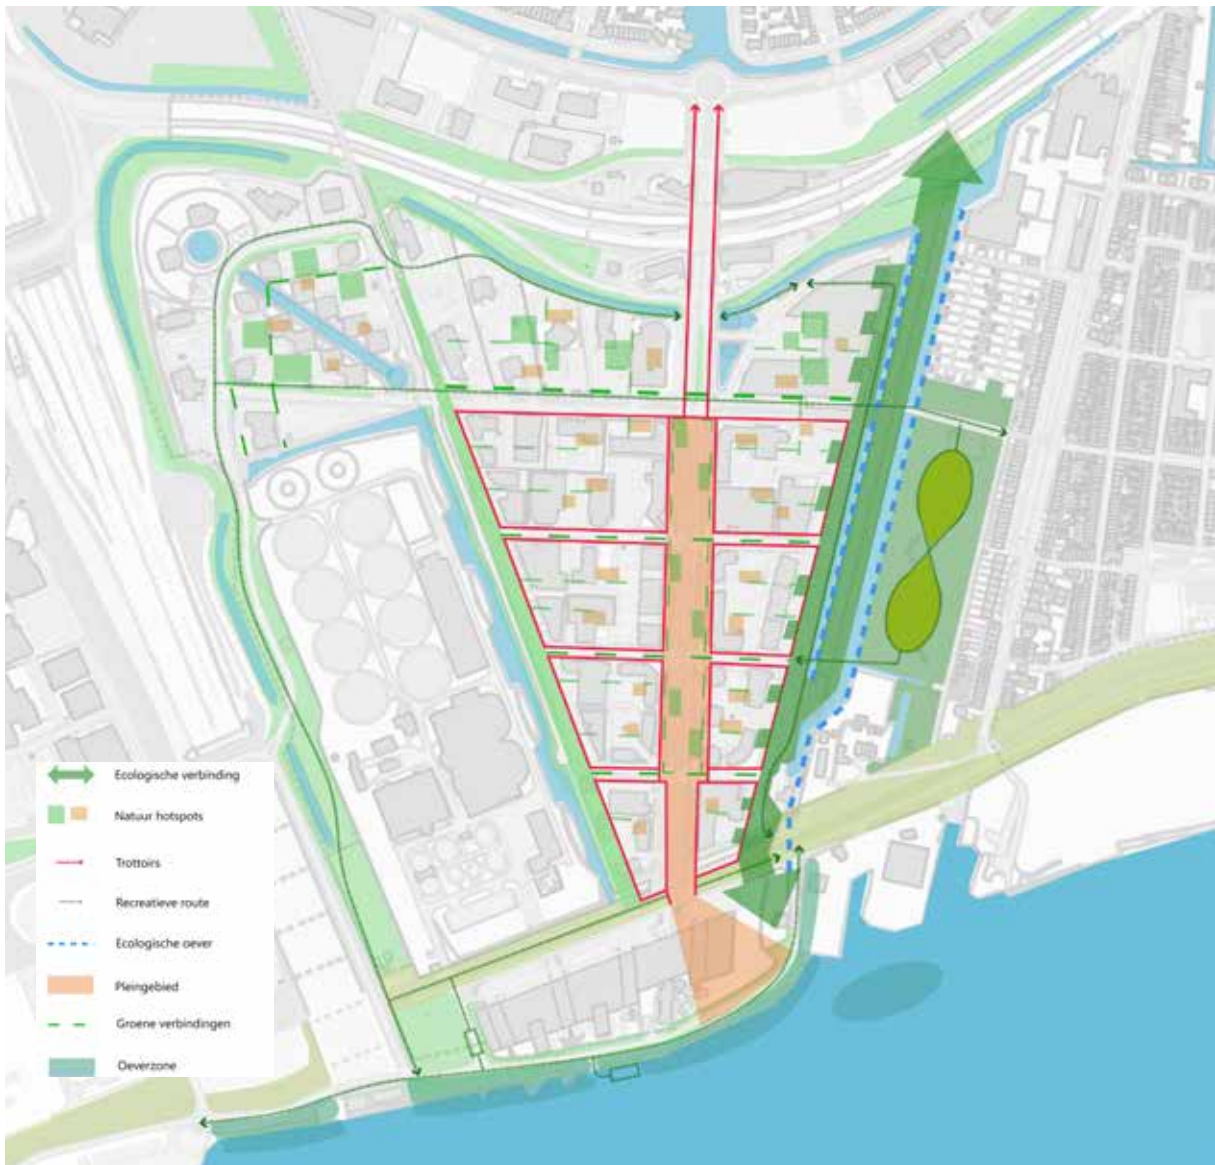 Ecologische verbinding
Natuur hotspots
Trottoirs
Recreatieve route
Ecologische oever
Pleingebied
Groene verbindingen
Oeverzone